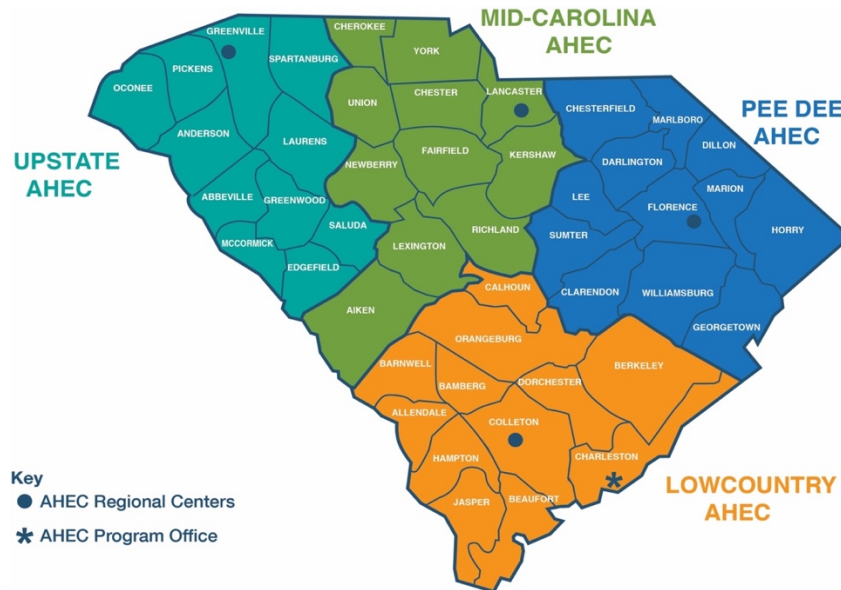 MID-CAROLINA
AHEC
GREENVILLE
CHEROKEE
YORK
SPARTANBURG
PICKENS
OCONEE
UNION
CHESTER
LANCASTER
CHESTERFIELD
MARLBORO
PEE DEE
AHEC
ANDERSON
LAURENS
DILLON
DARLINGTON
FAIRFIELD
KERSHAW
NEWBERRY
UPSTATE
AHEC
ABBEVILLE
GREENWOOD
LEE
MARION
FLORENCE
SALUDA
RICHLAND
SUMTER
HORRY
MCCORMICK
LEXINGTON
EDGEFIELD
CALHOUN
CLARENDON
WILLIAMSBURG
AIKEN
GEORGETOWN
ORANGEBURG
BARNWELL
BERKELEY
BAMBERG
DORCHESTER
ALLENDALE
COLLETON
HAMPTON
CHARLESTON
Key
AHEC Regional Centers
JASPER
BEAUFORT
LOWCOUNTRY
AHEC
AHEC Program Office